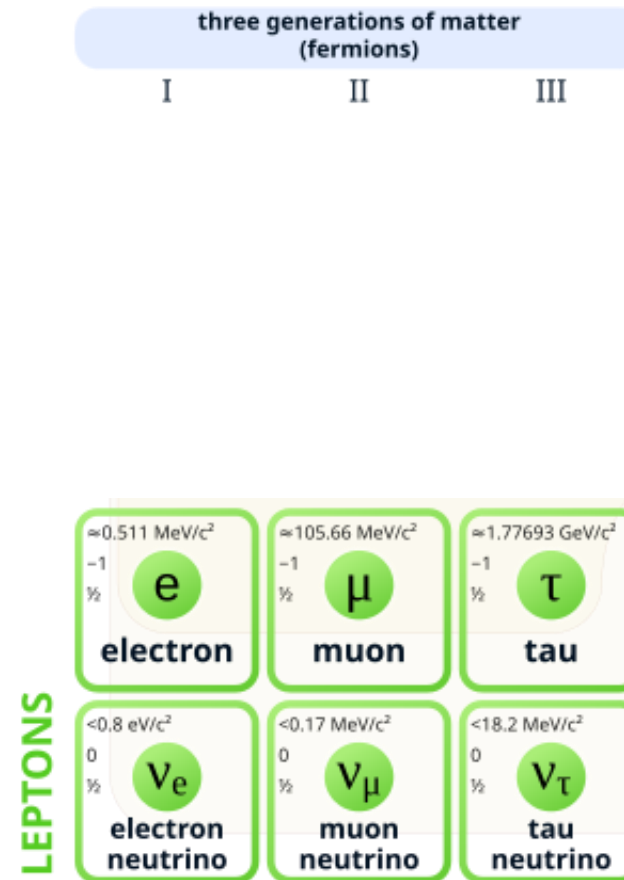 three generations of matter
(fermions)
I II III
≃0.511 MeV/c² ≃105.66 MeV/c² ≃1.77693 GeV/c²
−1 −1 −1
½ ½ ½
e μ τ
electron muon tau
<0.8 eV/c² <0.17 MeV/c² <18.2 MeV/c²
0 0 0
½ ½ ½
νe νμ ντ
electron muon tau
neutrino neutrino neutrino
LEPTONS